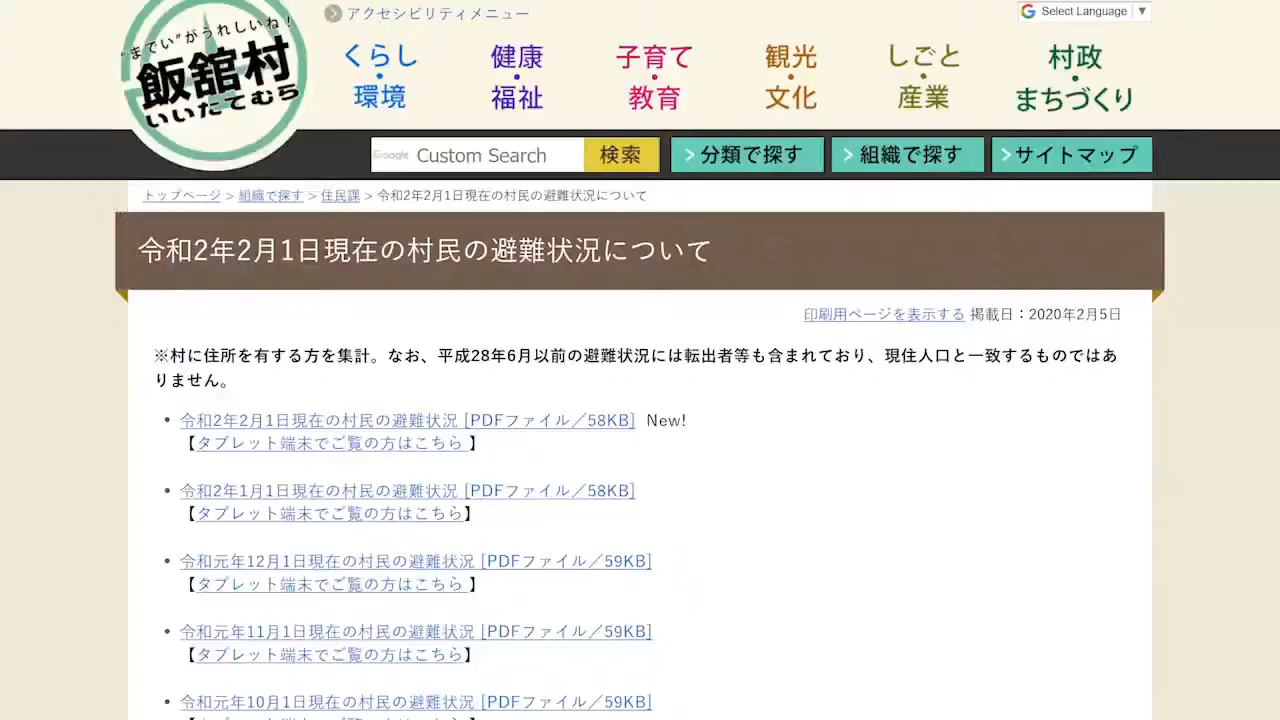 "までい"がうれしいね!
飯舘村
いいたてむら
アクセシビリティメニュー
Select Language ▼
くらし・環境
健康・福祉
子育て・教育
観光・文化
しごと・産業
村政・まちづくり
Google Custom Search 検索
分類で探す
組織で探す
サイトマップ
トップページ > 組織で探す > 住民課 > 令和2年2月1日現在の村民の避難状況について
令和2年2月1日現在の村民の避難状況について
印刷用ページを表示する 掲載日：2020年2月5日
※村に住所を有する方を集計。なお、平成28年6月以前の避難状況には転出者等も含まれており、現住人口と一致するものではあ
りません。
・令和2年2月1日現在の村民の避難状況 [PDFファイル／58KB] New!
【タブレット端末でご覧の方はこちら 】
・令和2年1月1日現在の村民の避難状況 [PDFファイル／58KB]
【タブレット端末でご覧の方はこちら】
・令和元年12月1日現在の村民の避難状況 [PDFファイル／59KB]
【タブレット端末でご覧の方はこちら 】
・令和元年11月1日現在の村民の避難状況 [PDFファイル／59KB]
【タブレット端末でご覧の方はこちら】
・令和元年10月1日現在の村民の避難状況 [PDFファイル／59KB]